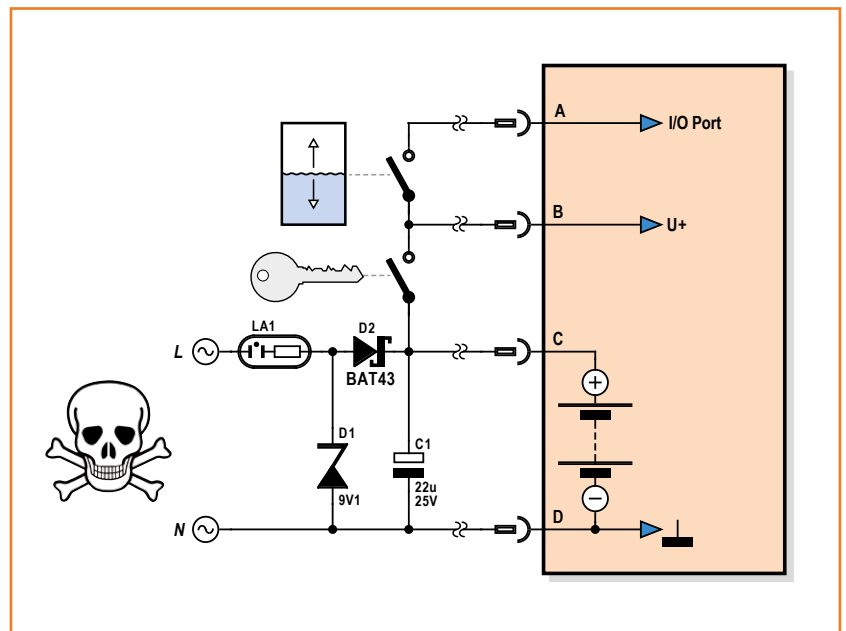 A
I/O Port
B
U+
LA1
D2
L
C
BAT43
+
D1
C1
9V1
22u
25V
−
N
D